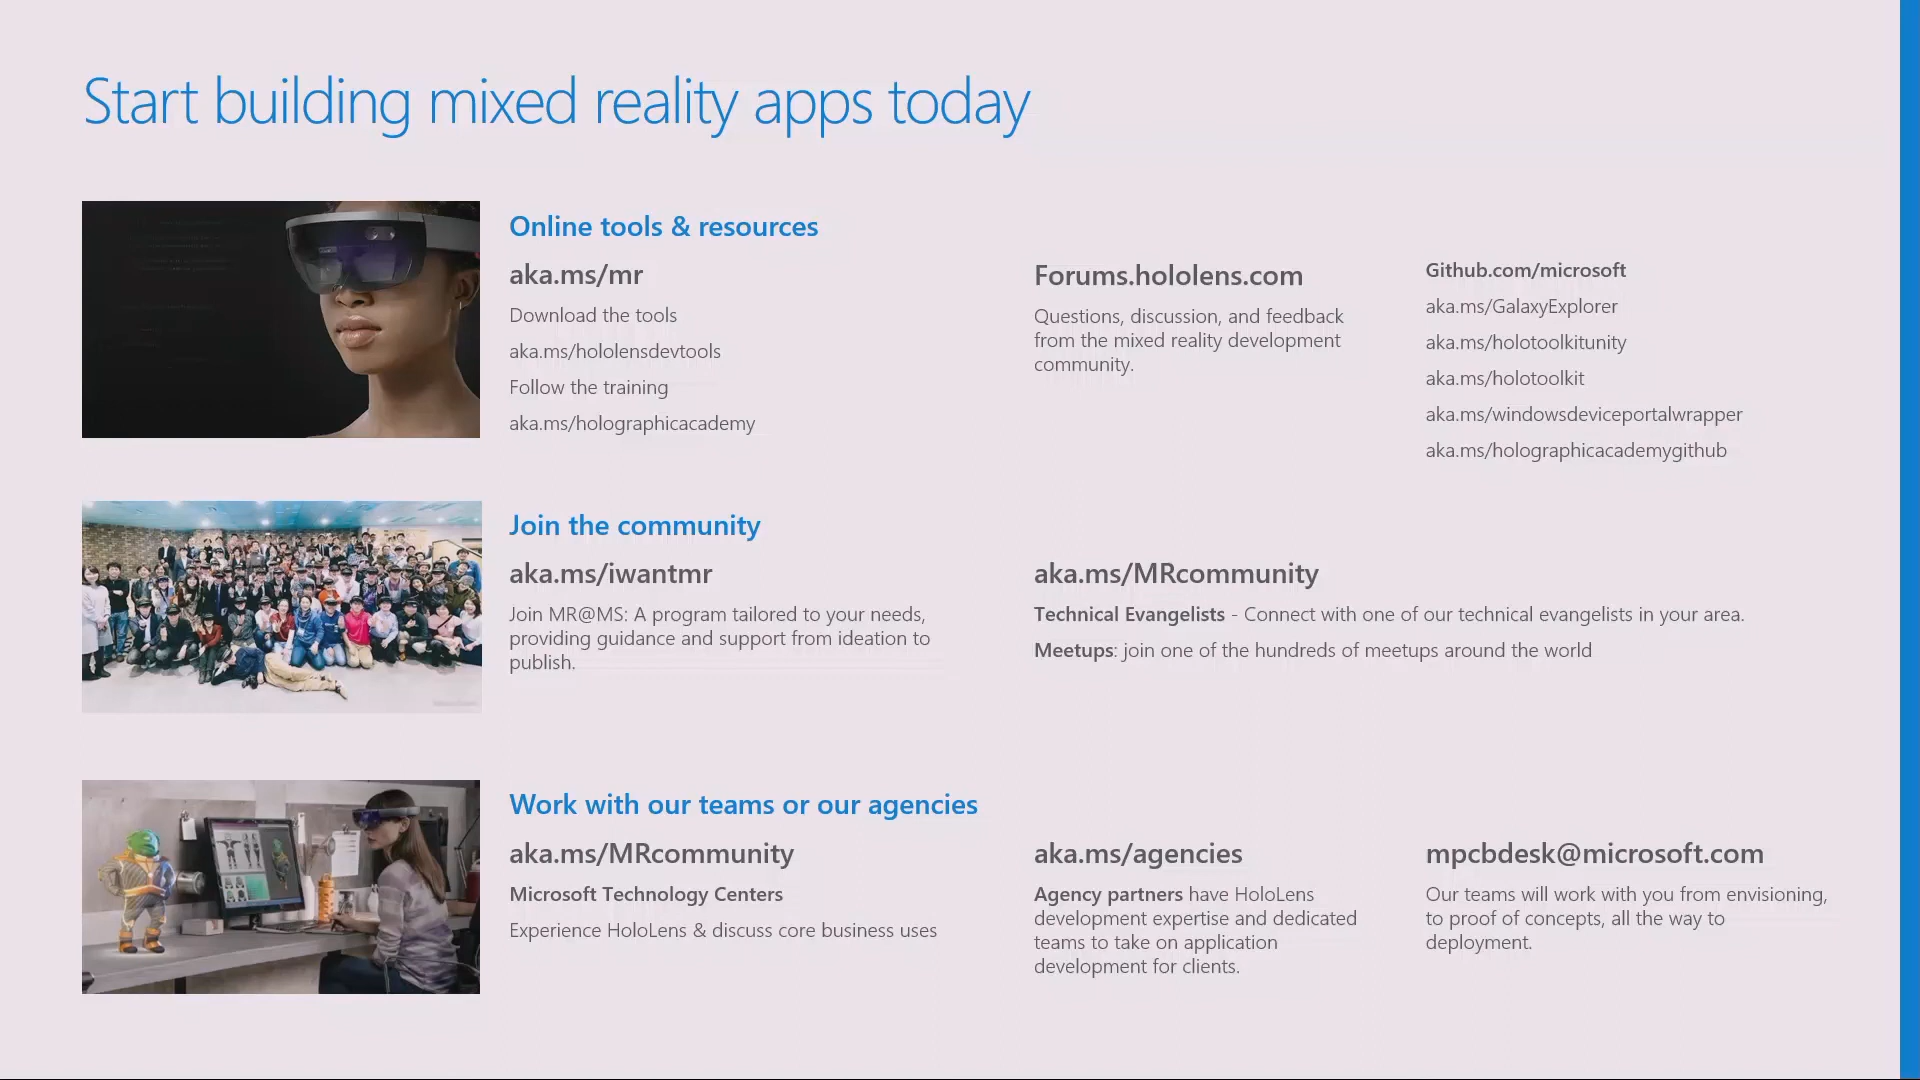 Start building mixed reality apps today
Online tools & resources
aka.ms/mr
Download the tools
aka.ms/hololensdevtools
Follow the training
aka.ms/holographicacademy
Forums.hololens.com
Questions, discussion, and feedback
from the mixed reality development
community.
Github.com/microsoft
aka.ms/GalaxyExplorer
aka.ms/holotoolkitunity
aka.ms/holotoolkit
aka.ms/windowsdeviceportalwrapper
aka.ms/holographicacademygithub
Join the community
aka.ms/iwantmr
Join MR@MS: A program tailored to your needs,
providing guidance and support from ideation to
publish.
aka.ms/MRcommunity
Technical Evangelists - Connect with one of our technical evangelists in your area.
Meetups: join one of the hundreds of meetups around the world
Work with our teams or our agencies
aka.ms/MRcommunity
Microsoft Technology Centers
Experience HoloLens & discuss core business uses
aka.ms/agencies
Agency partners have HoloLens
development expertise and dedicated
teams to take on application
development for clients.
mpcbdesk@microsoft.com
Our teams will work with you from envisioning,
to proof of concepts, all the way to
deployment.